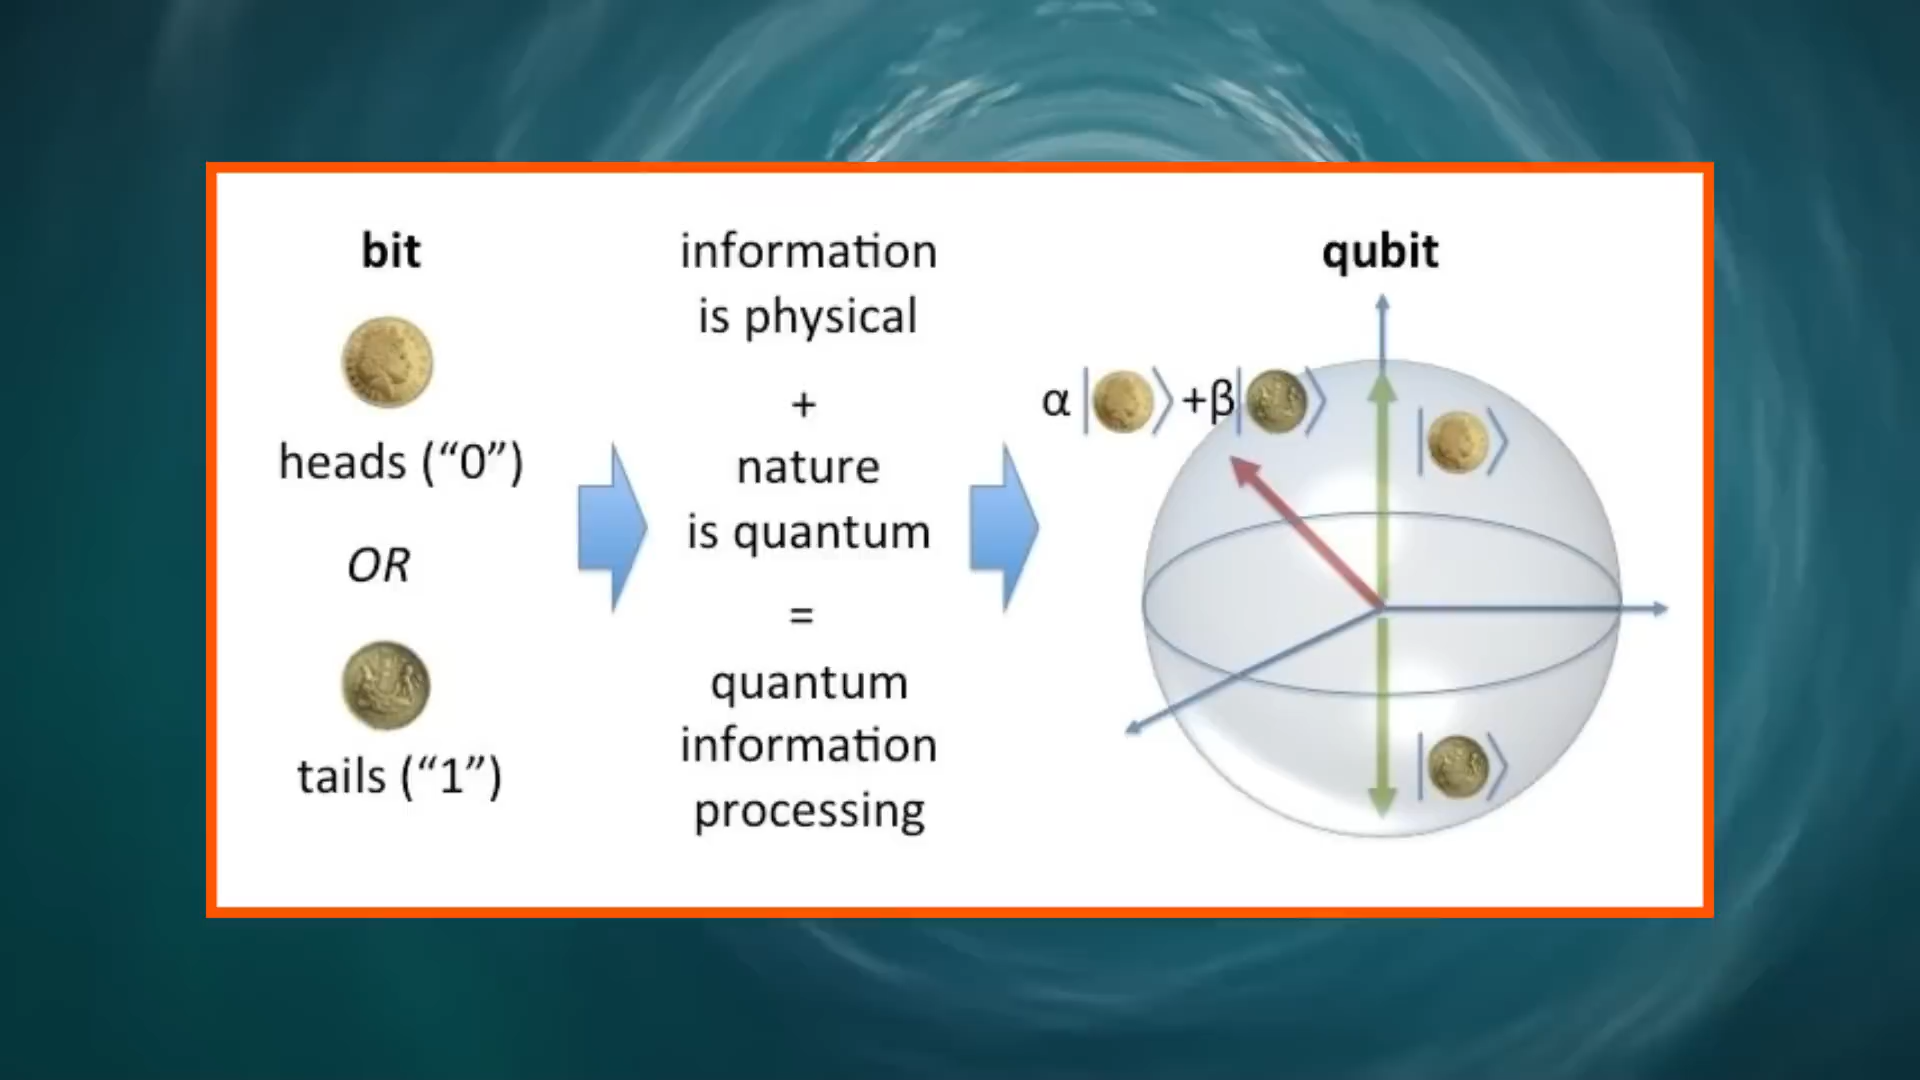 bit
heads (“0”)
OR
tails (“1”)
information
is physical
+
nature
is quantum
=
quantum
information
processing
qubit
α| ⟩+β| ⟩
| ⟩
| ⟩